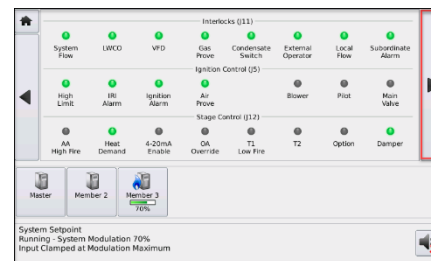 Interlocks (J11)
System Flow
LWCO
VFD
Gas Prove
Condensate Switch
External Operator
Local Flow
Subordinate Alarm
Ignition Control (J5)
High Limit
IRI Alarm
Ignition Alarm
Air Prove
Blower
Pilot
Main Valve
Stage Control (J12)
AA High Fire
Heat Demand
4-20mA Enable
OA Override
T1 Low Fire
T2
Option
Damper
Master
Member 2
Member 3
70%
System Setpoint
Running - System Modulation 70%
Input Clamped at Modulation Maximum